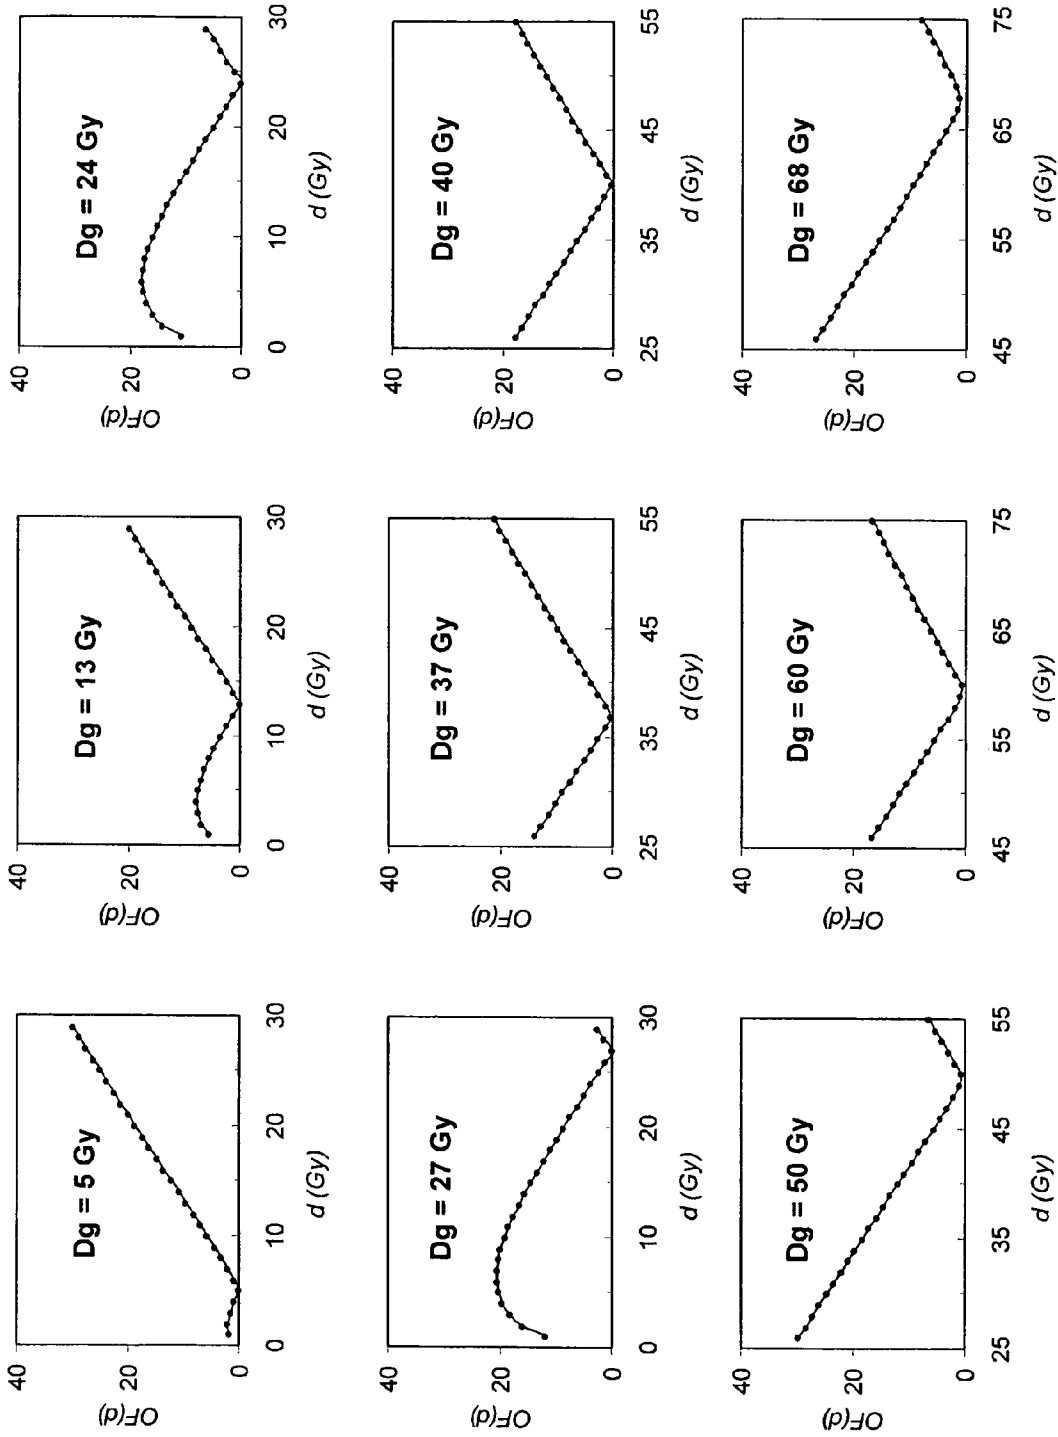 Dg = 5 Gy
OF(d)
40
20
0
0 10 20 30
d (Gy)
Dg = 13 Gy
OF(d)
40
20
0
0 10 20 30
d (Gy)
Dg = 24 Gy
OF(d)
40
20
0
0 10 20 30
d (Gy)
Dg = 27 Gy
OF(d)
40
20
0
0 10 20 30
d (Gy)
Dg = 37 Gy
OF(d)
40
20
0
25 35 45 55
d (Gy)
Dg = 40 Gy
OF(d)
40
20
0
25 35 45 55
d (Gy)
Dg = 50 Gy
OF(d)
40
20
0
25 35 45 55
d (Gy)
Dg = 60 Gy
OF(d)
40
20
0
45 55 65 75
d (Gy)
Dg = 68 Gy
OF(d)
40
20
0
45 55 65 75
d (Gy)